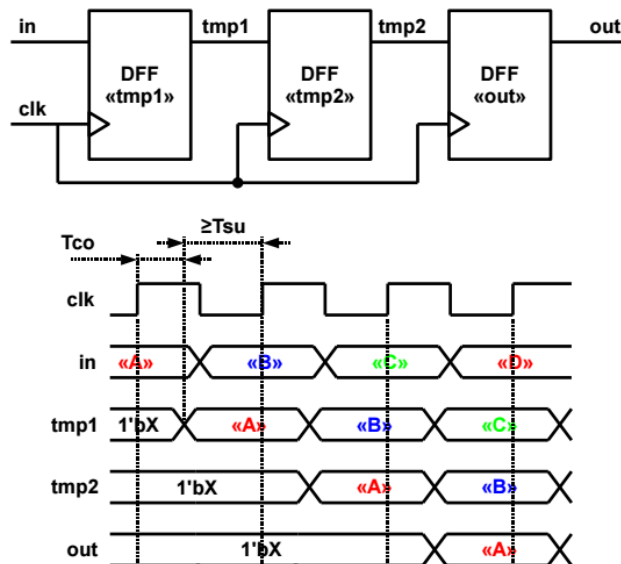 in tmp1 tmp2 out
DFF DFF DFF
«tmp1» «tmp2» «out»
clk
≥Tsu
Tco
clk
in «A» «B» «C» «D»
tmp1 1'bX «A» «B» «C»
tmp2 1'bX «A» «B»
out 1'bX «A»